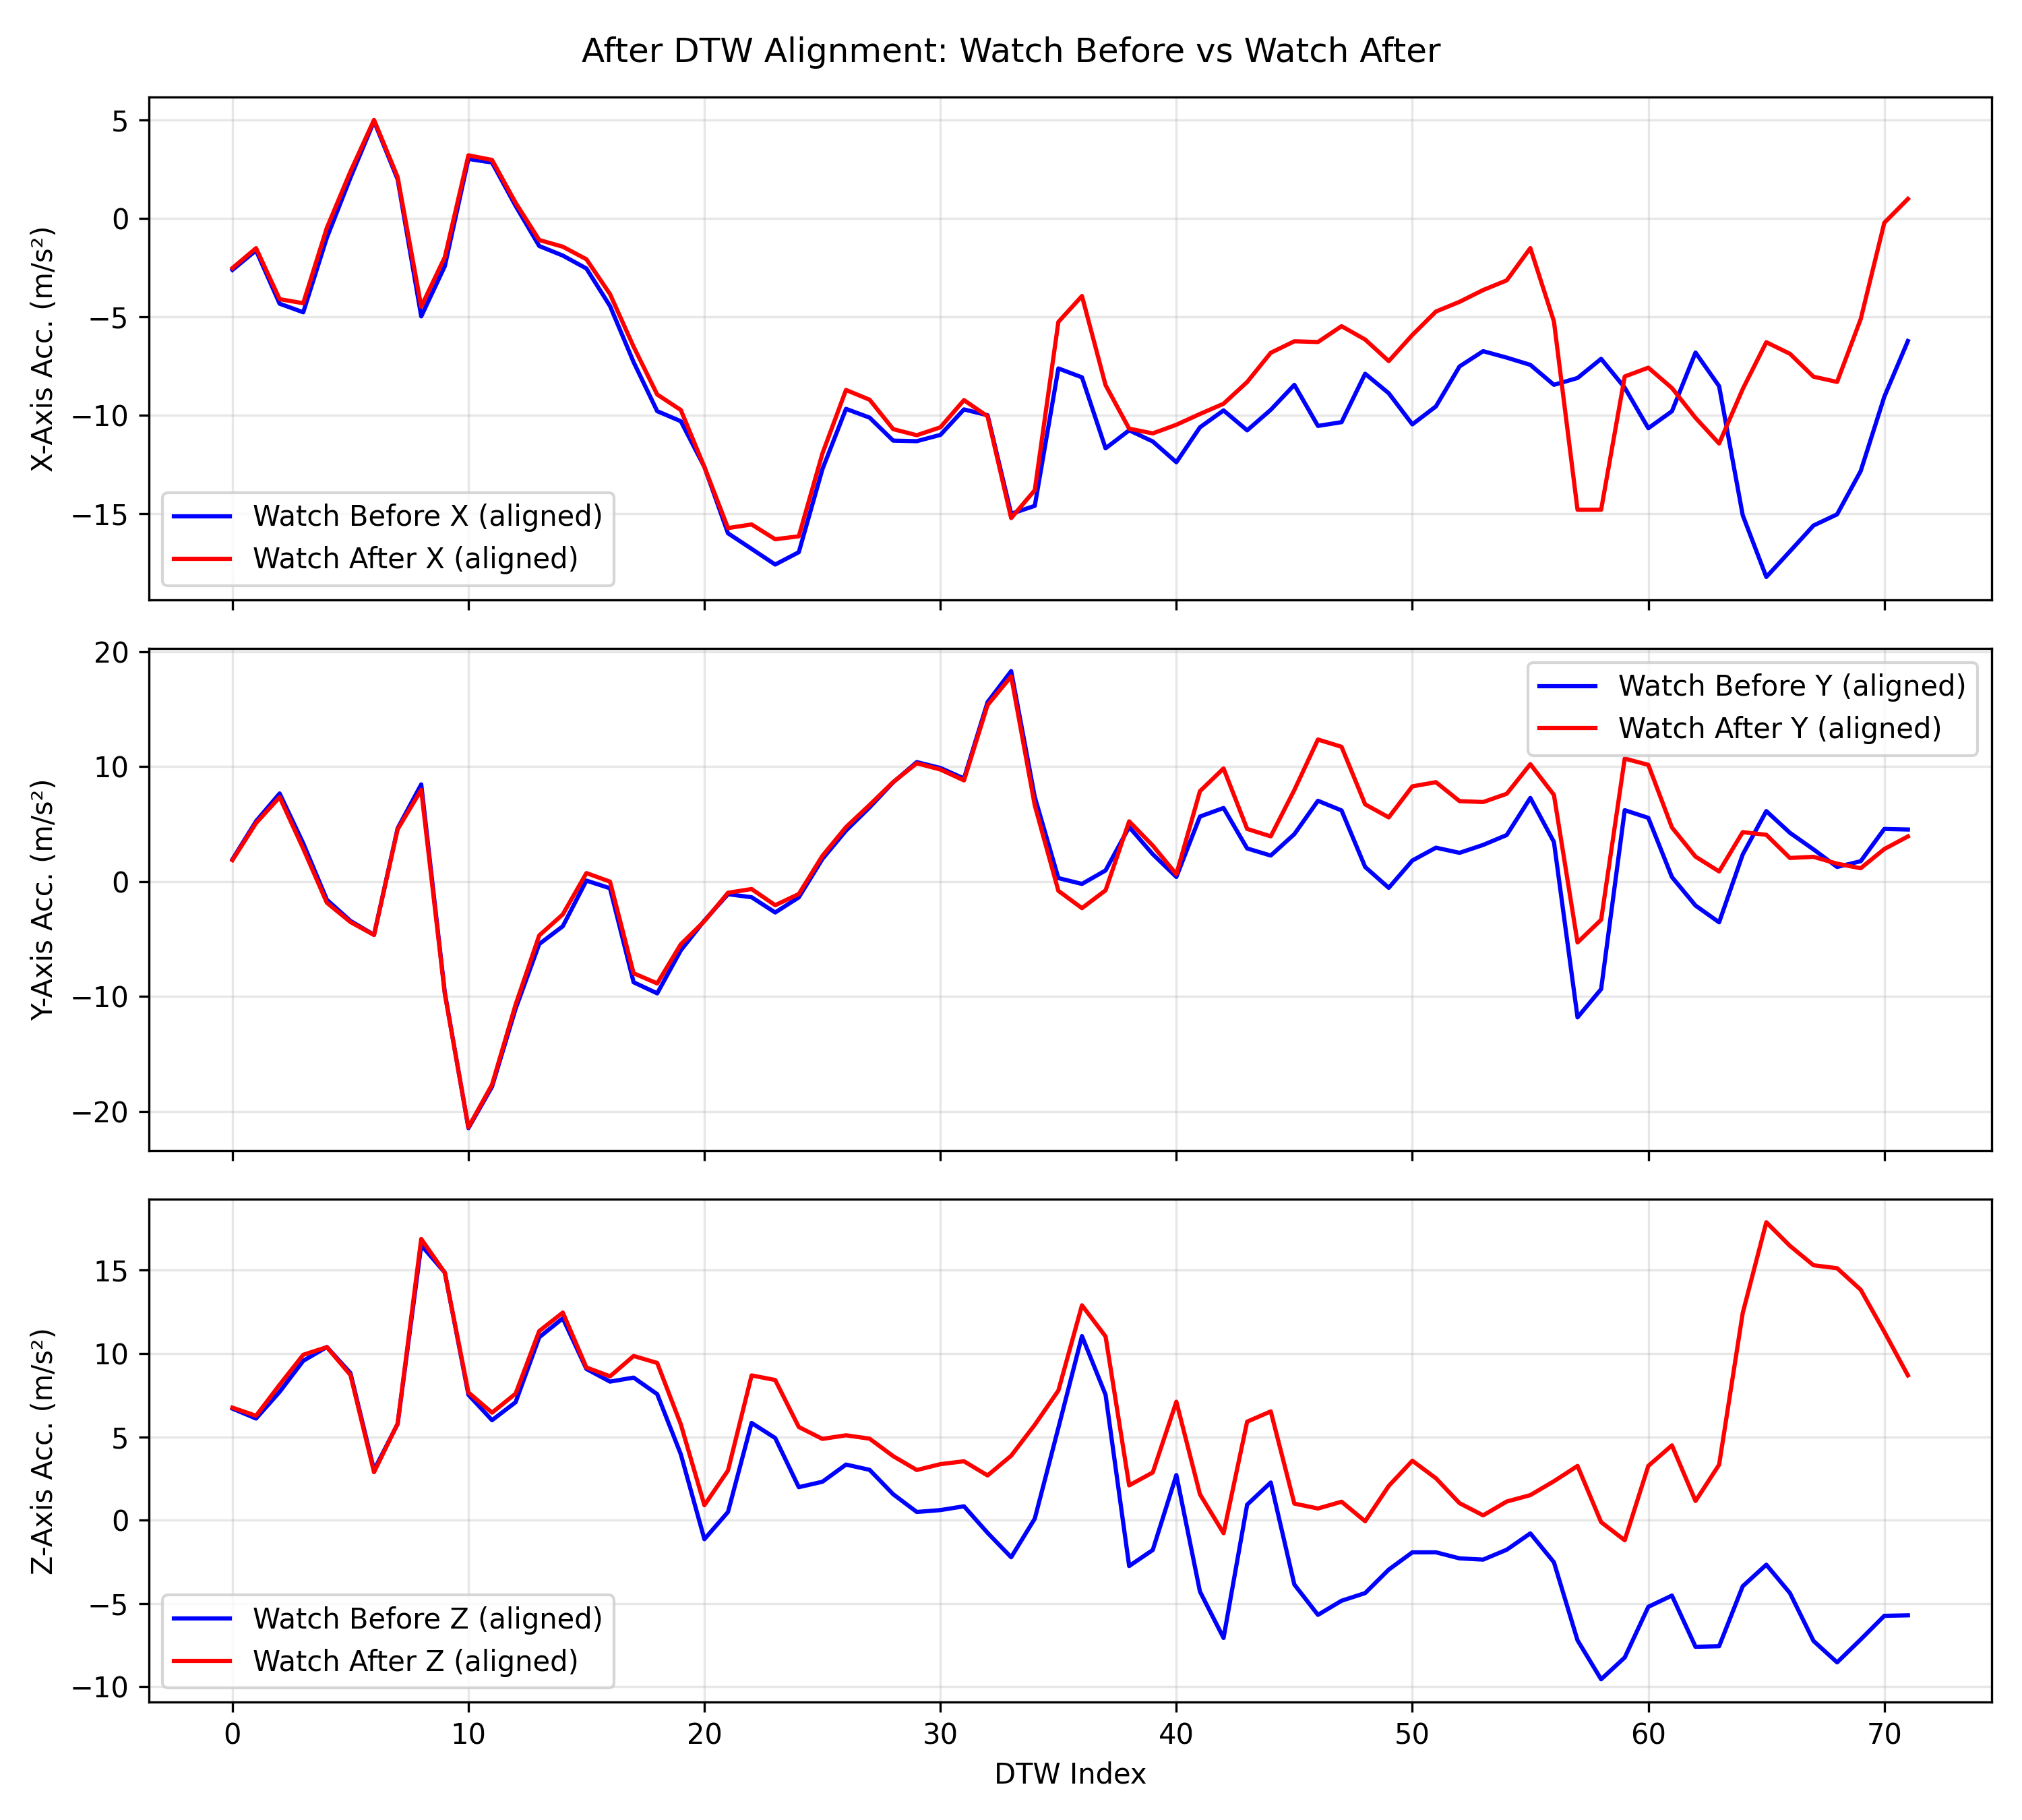 After DTW Alignment: Watch Before vs Watch After
X-Axis Acc. (m/s²)
5
0
−5
−10
−15
Watch Before X (aligned)
Watch After X (aligned)
Y-Axis Acc. (m/s²)
20
10
0
−10
−20
Watch Before Y (aligned)
Watch After Y (aligned)
Z-Axis Acc. (m/s²)
15
10
5
0
−5
−10
Watch Before Z (aligned)
Watch After Z (aligned)
0 10 20 30 40 50 60 70
DTW Index